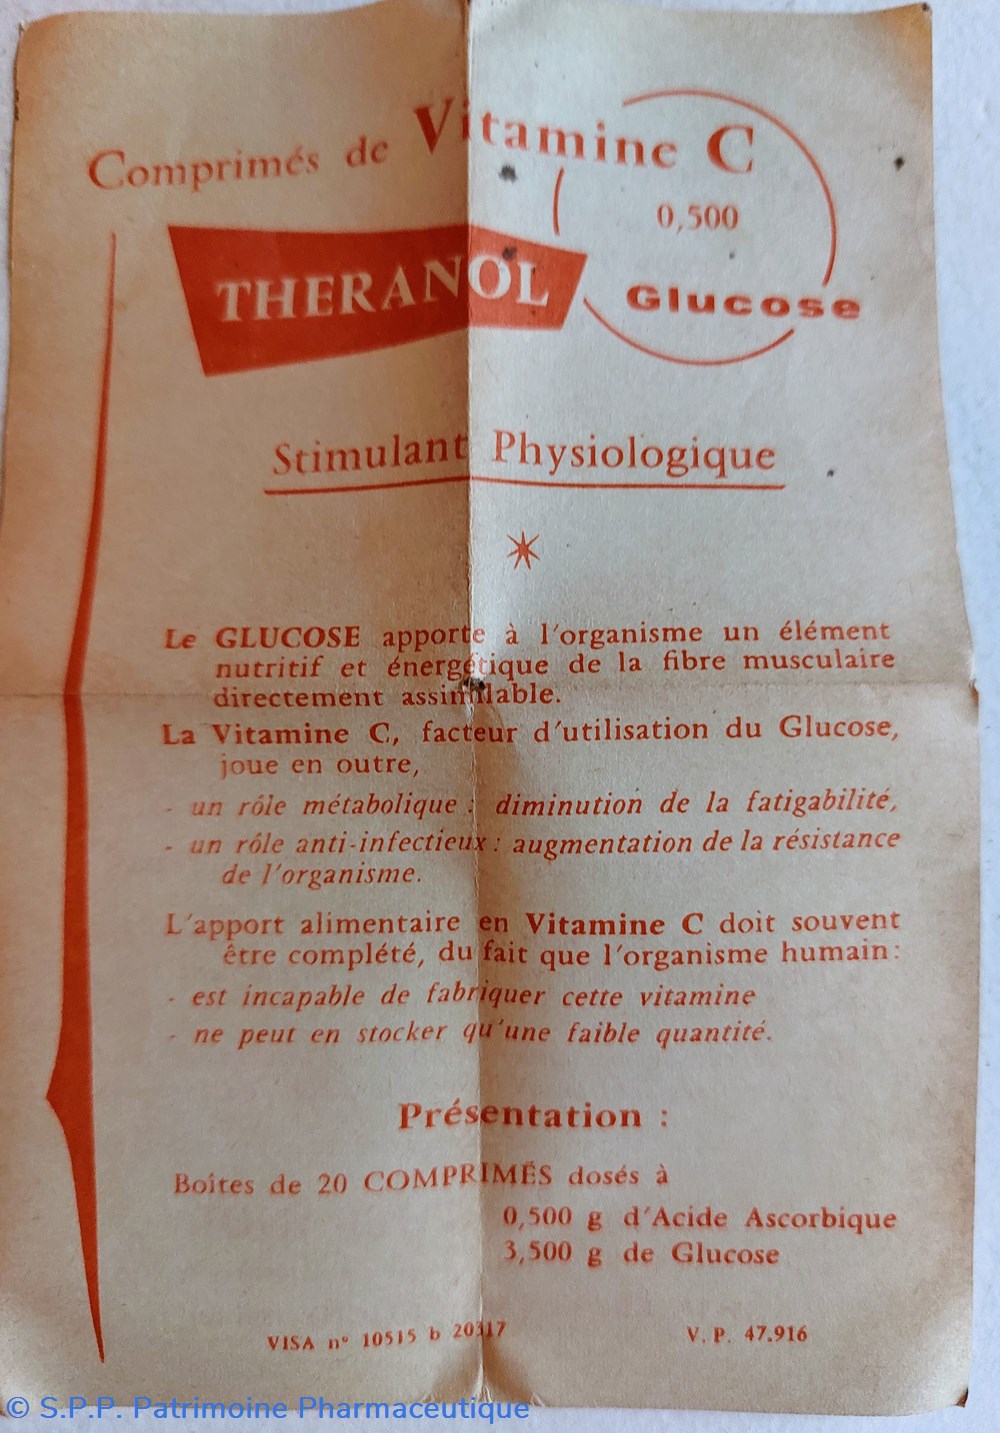 Comprimés de Vitamine C
0,500
THERANOL
Glucose
Stimulant Physiologique
Le GLUCOSE apporte à l'organisme un élément
nutritif et énergétique de la fibre musculaire
directement assimilable.
La Vitamine C, facteur d'utilisation du Glucose,
joue en outre,
- un rôle métabolique : diminution de la fatigabilité,
- un rôle anti-infectieux : augmentation de la résistance
de l'organisme.
L'apport alimentaire en Vitamine C doit souvent
être complété, du fait que l'organisme humain :
- est incapable de fabriquer cette vitamine
- ne peut en stocker qu'une faible quantité.
Présentation :
Boîtes de 20 COMPRIMÉS dosés à
0,500 g d'Acide Ascorbique
3,500 g de Glucose
VISA nº 10515 b 20317
V. P. 47.916
© S.P.P. Patrimoine Pharmaceutique